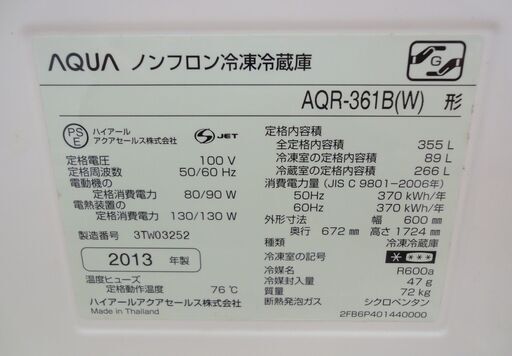 AQUA ノンフロン冷凍冷蔵庫
G
AQR-361B(W) 形
PS
E
ハイアール
アクアセールス株式会社
S JET
定格電圧 100 V
定格周波数 50/60 Hz
電動機の
定格消費電力 80/90 W
電熱装置の
定格消費電力 130/130 W
製造番号 3TW03252
2013 年製
温度ヒューズ
定格動作温度 76℃
ハイアールアクアセールス株式会社
Made in Thailand
定格内容積
全定格内容積 355 L
冷凍室の定格内容積 89 L
冷蔵室の定格内容積 266 L
消費電力量 (JIS C 9801-2006年)
50Hz 370 kWh/年
60Hz 370 kWh/年
外形寸法 幅 600 mm
奥行 672 mm 高さ 1724 mm
種類 冷凍冷蔵庫
冷凍室の記号 ****
冷媒名 R600a
冷媒封入量 47 g
質量 72 kg
断熱発泡ガス シクロペンタン
2FB6P401440000